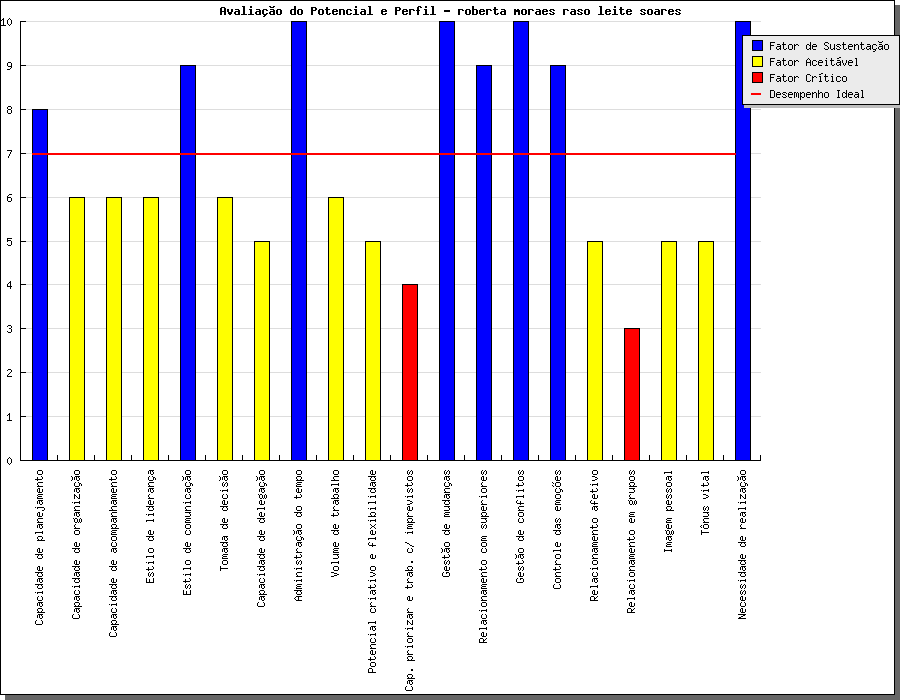 Avaliação do Potencial e Perfil - roberta moraes raso leite soares
10
9
8
7
6
5
4
3
2
1
0
Fator de Sustentação
Fator Aceitável
Fator Crítico
Desempenho Ideal
Capacidade de planejamento
Capacidade de organização
Capacidade de acompanhamento
Estilo de liderança
Estilo de comunicação
Tomada de decisão
Capacidade de delegação
Administração do tempo
Volume de trabalho
Potencial criativo e flexibilidade
Cap. priorizar e trab. c/ imprevistos
Gestão de mudanças
Relacionamento com superiores
Gestão de conflitos
Controle das emoções
Relacionamento afetivo
Relacionamento em grupos
Imagem pessoal
Tônus vital
Necessidade de realização